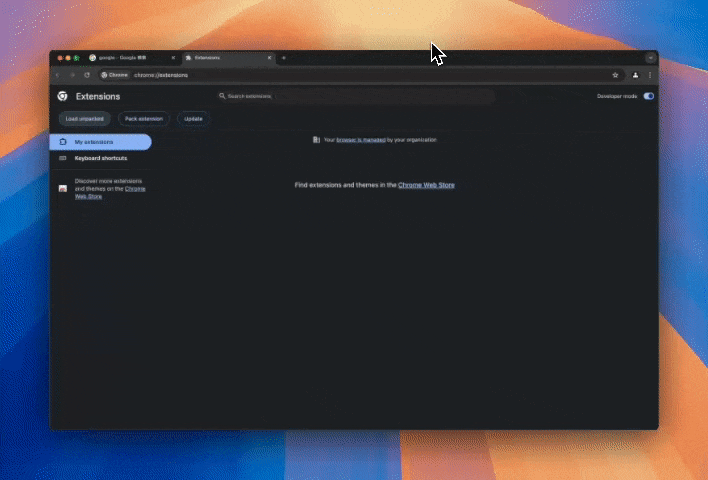 google - Google 搜尋
Extensions
Chrome
chrome://extensions
Extensions
Search extensions
Developer mode
Load unpacked
Pack extension
Update
My extensions
Keyboard shortcuts
Discover more extensions
and themes on the Chrome
Web Store
Your browser is managed by your organization
Find extensions and themes in the Chrome Web Store